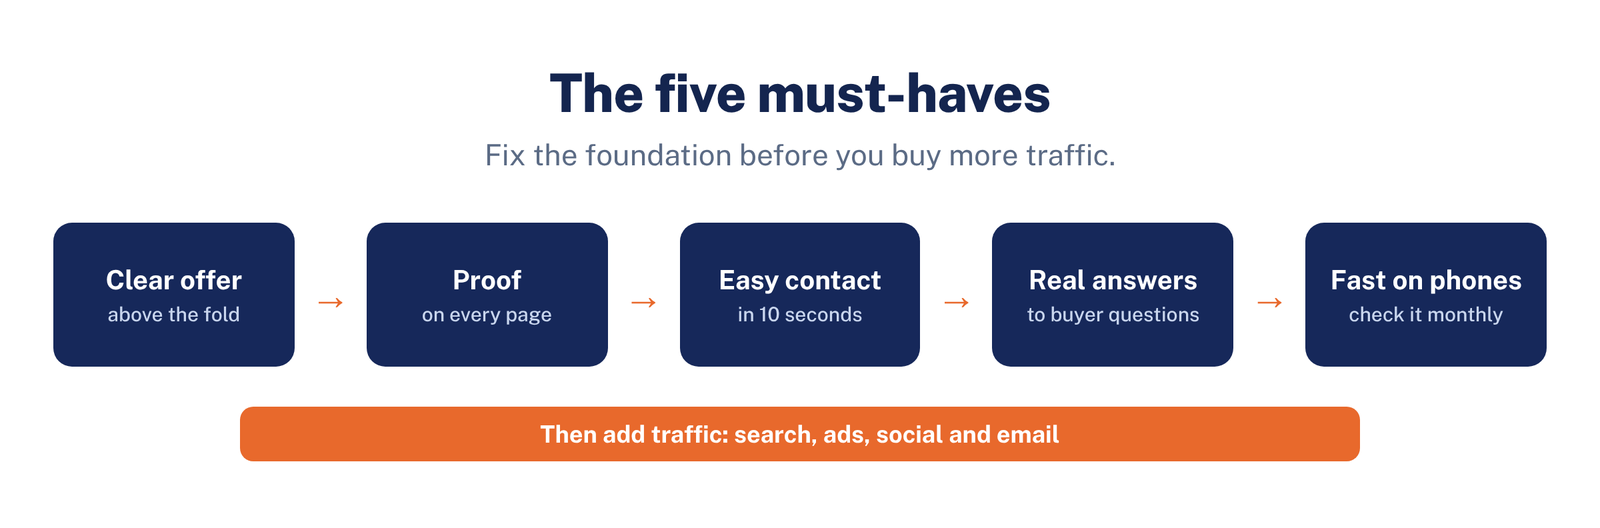 The five must-haves
Fix the foundation before you buy more traffic.
Clear offer
above the fold
→
Proof
on every page
→
Easy contact
in 10 seconds
→
Real answers
to buyer questions
→
Fast on phones
check it monthly
Then add traffic: search, ads, social and email